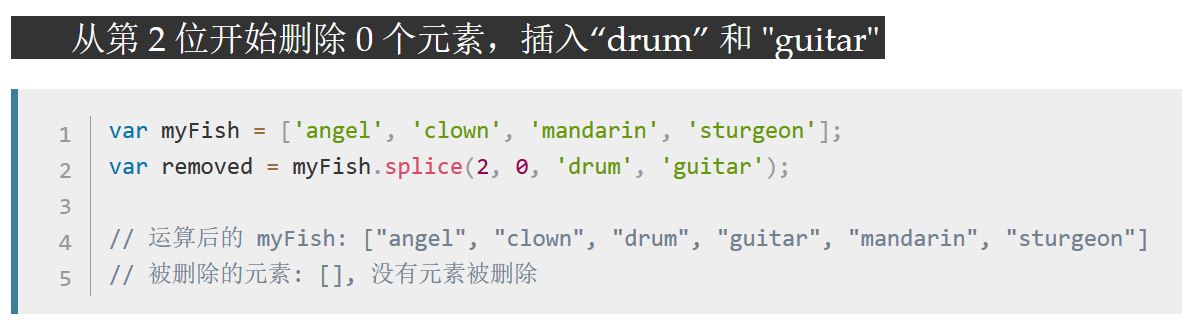 从第 2 位开始删除 0 个元素，插入“drum” 和 "guitar"
1 var myFish = ['angel', 'clown', 'mandarin', 'sturgeon'];
2 var removed = myFish.splice(2, 0, 'drum', 'guitar');
3
4 // 运算后的 myFish: ["angel", "clown", "drum", "guitar", "mandarin", "sturgeon"]
5 // 被删除的元素: [], 没有元素被删除